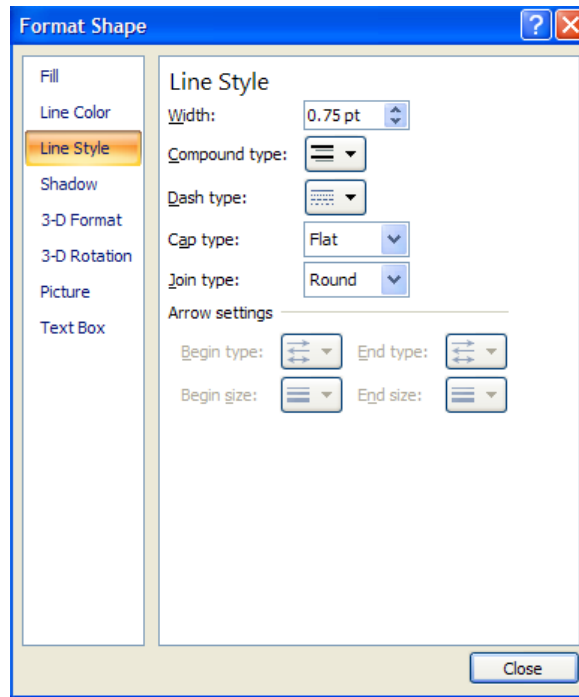 Format Shape
Fill
Line Color
Line Style
Shadow
3-D Format
3-D Rotation
Picture
Text Box
Line Style
Width: 0.75 pt
Compound type:
Dash type:
Cap type: Flat
Join type: Round
Arrow settings
Begin type: End type:
Begin size: End size:
Close